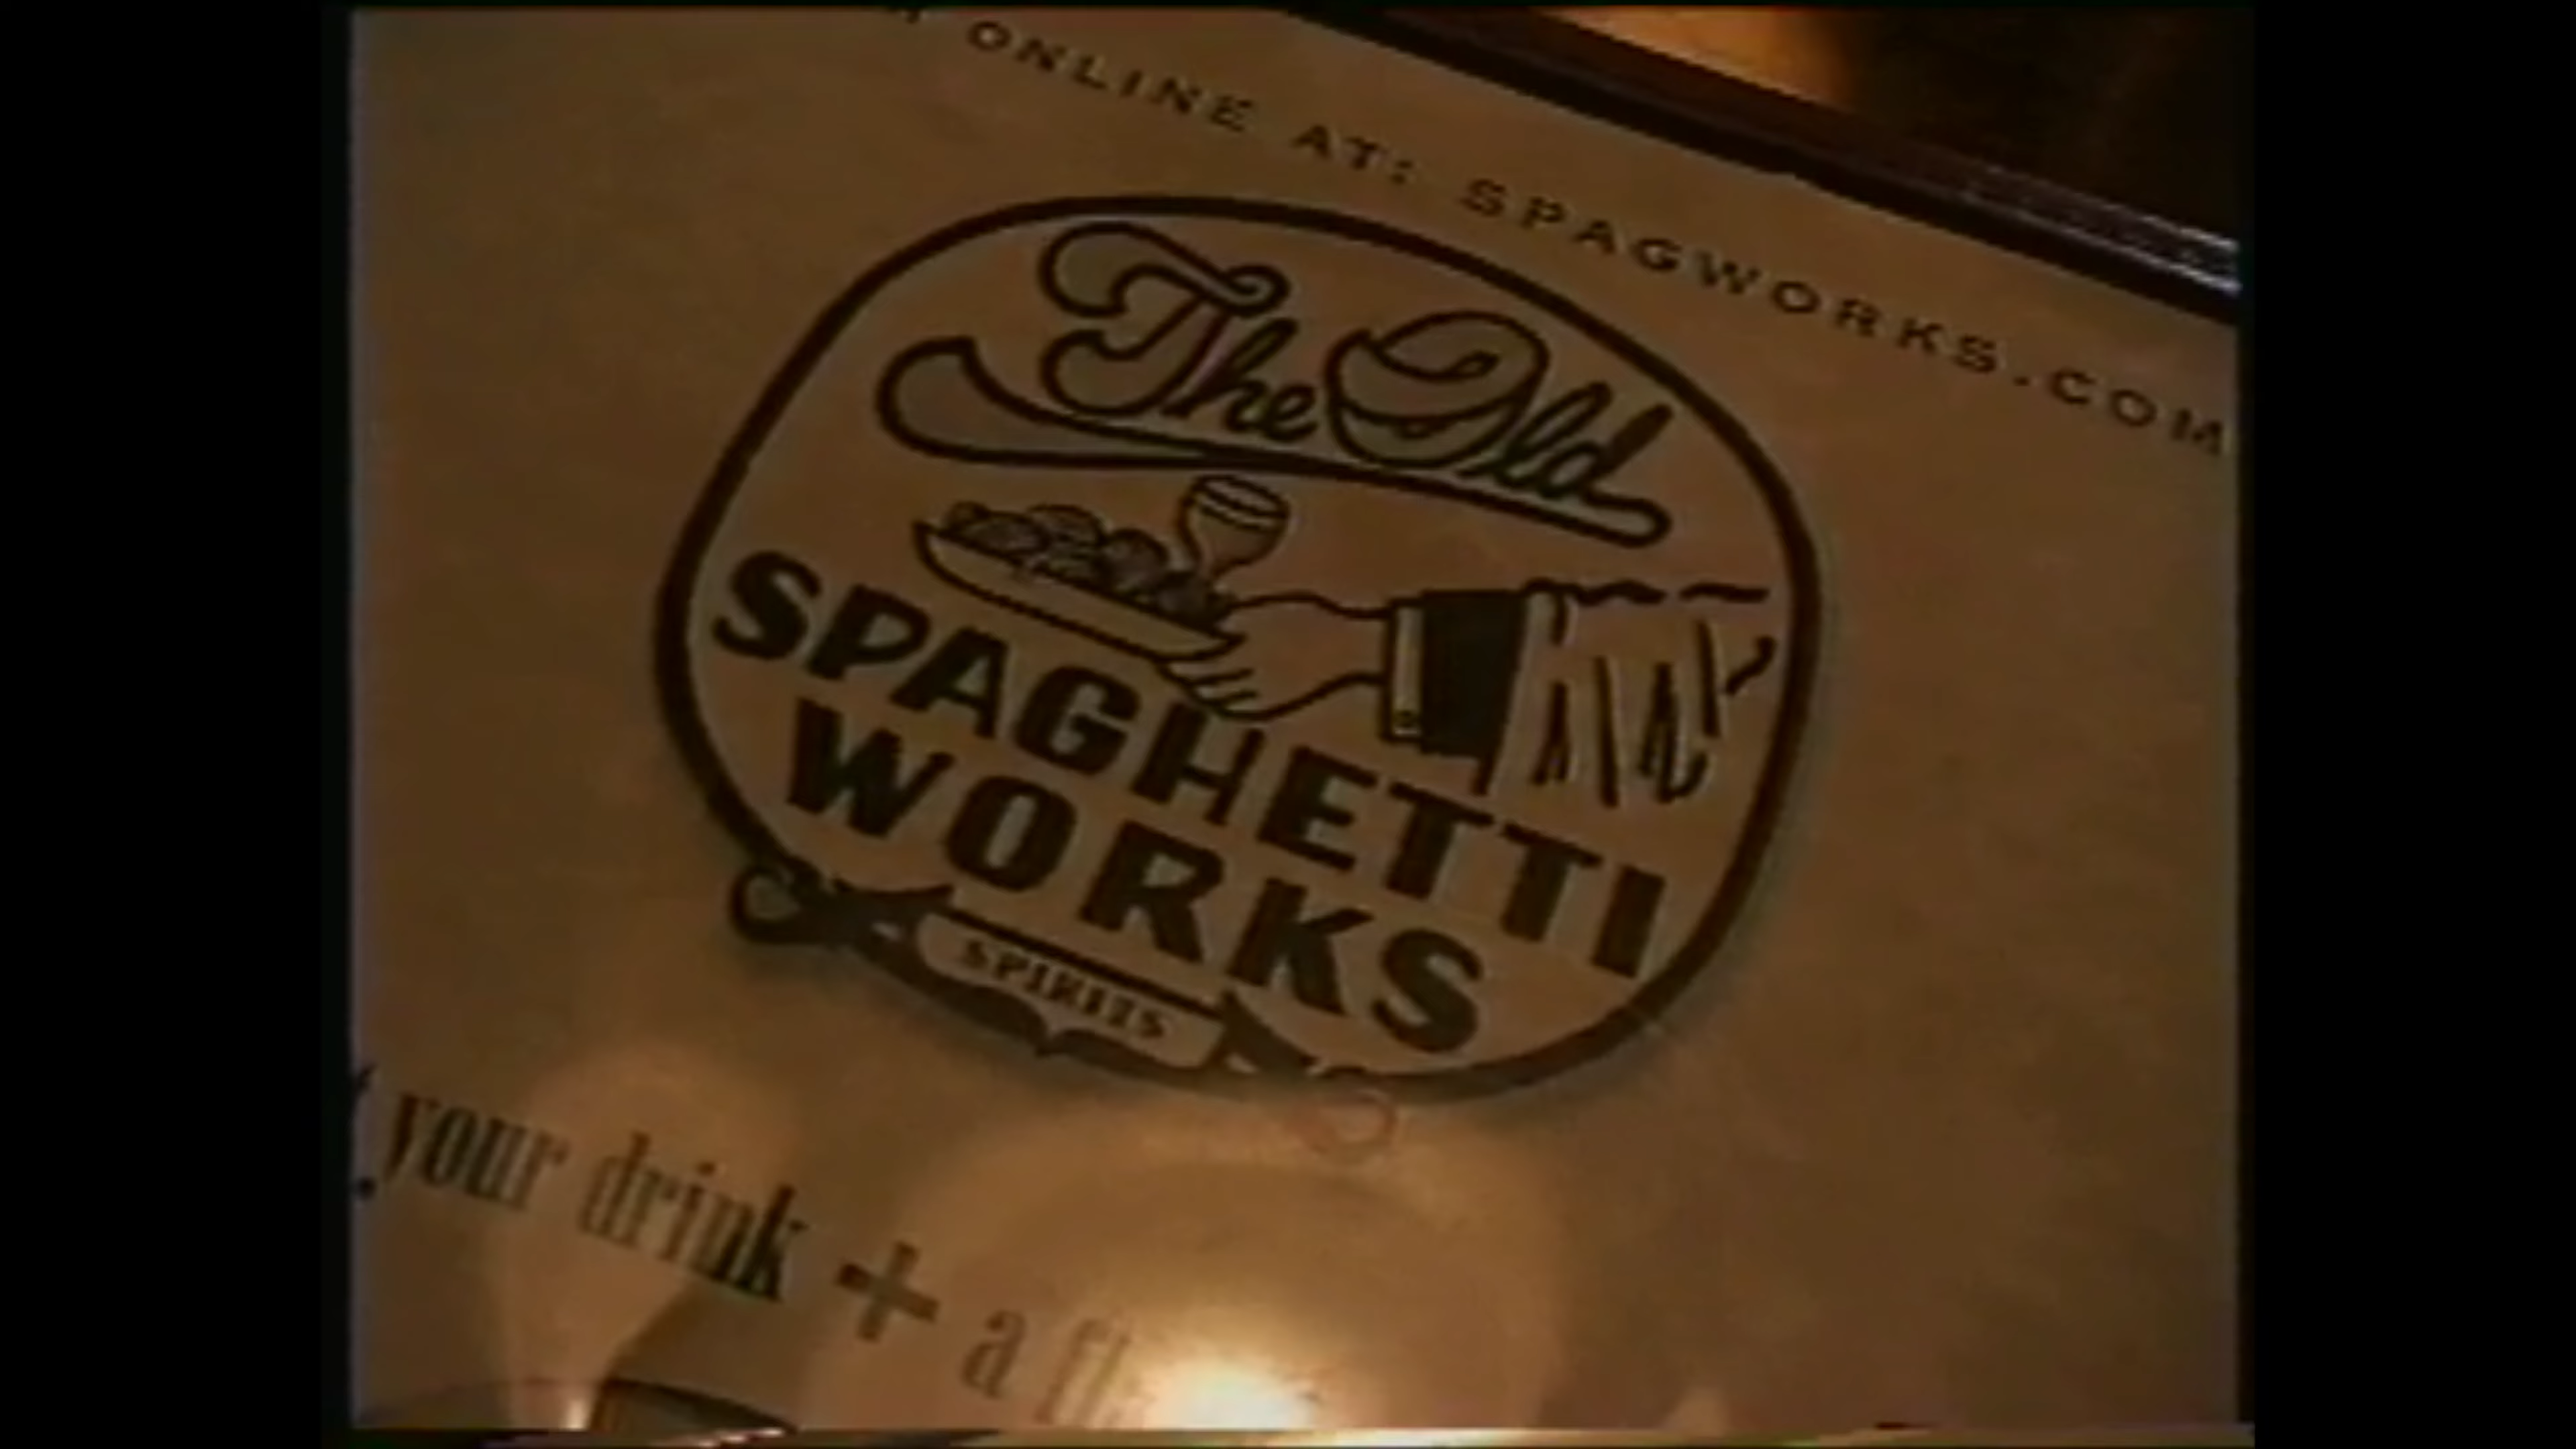 ONLINE AT: SPAGWORKS.COM
The Old
SPAGHETTI
WORKS
SPIRITS
your drink + a